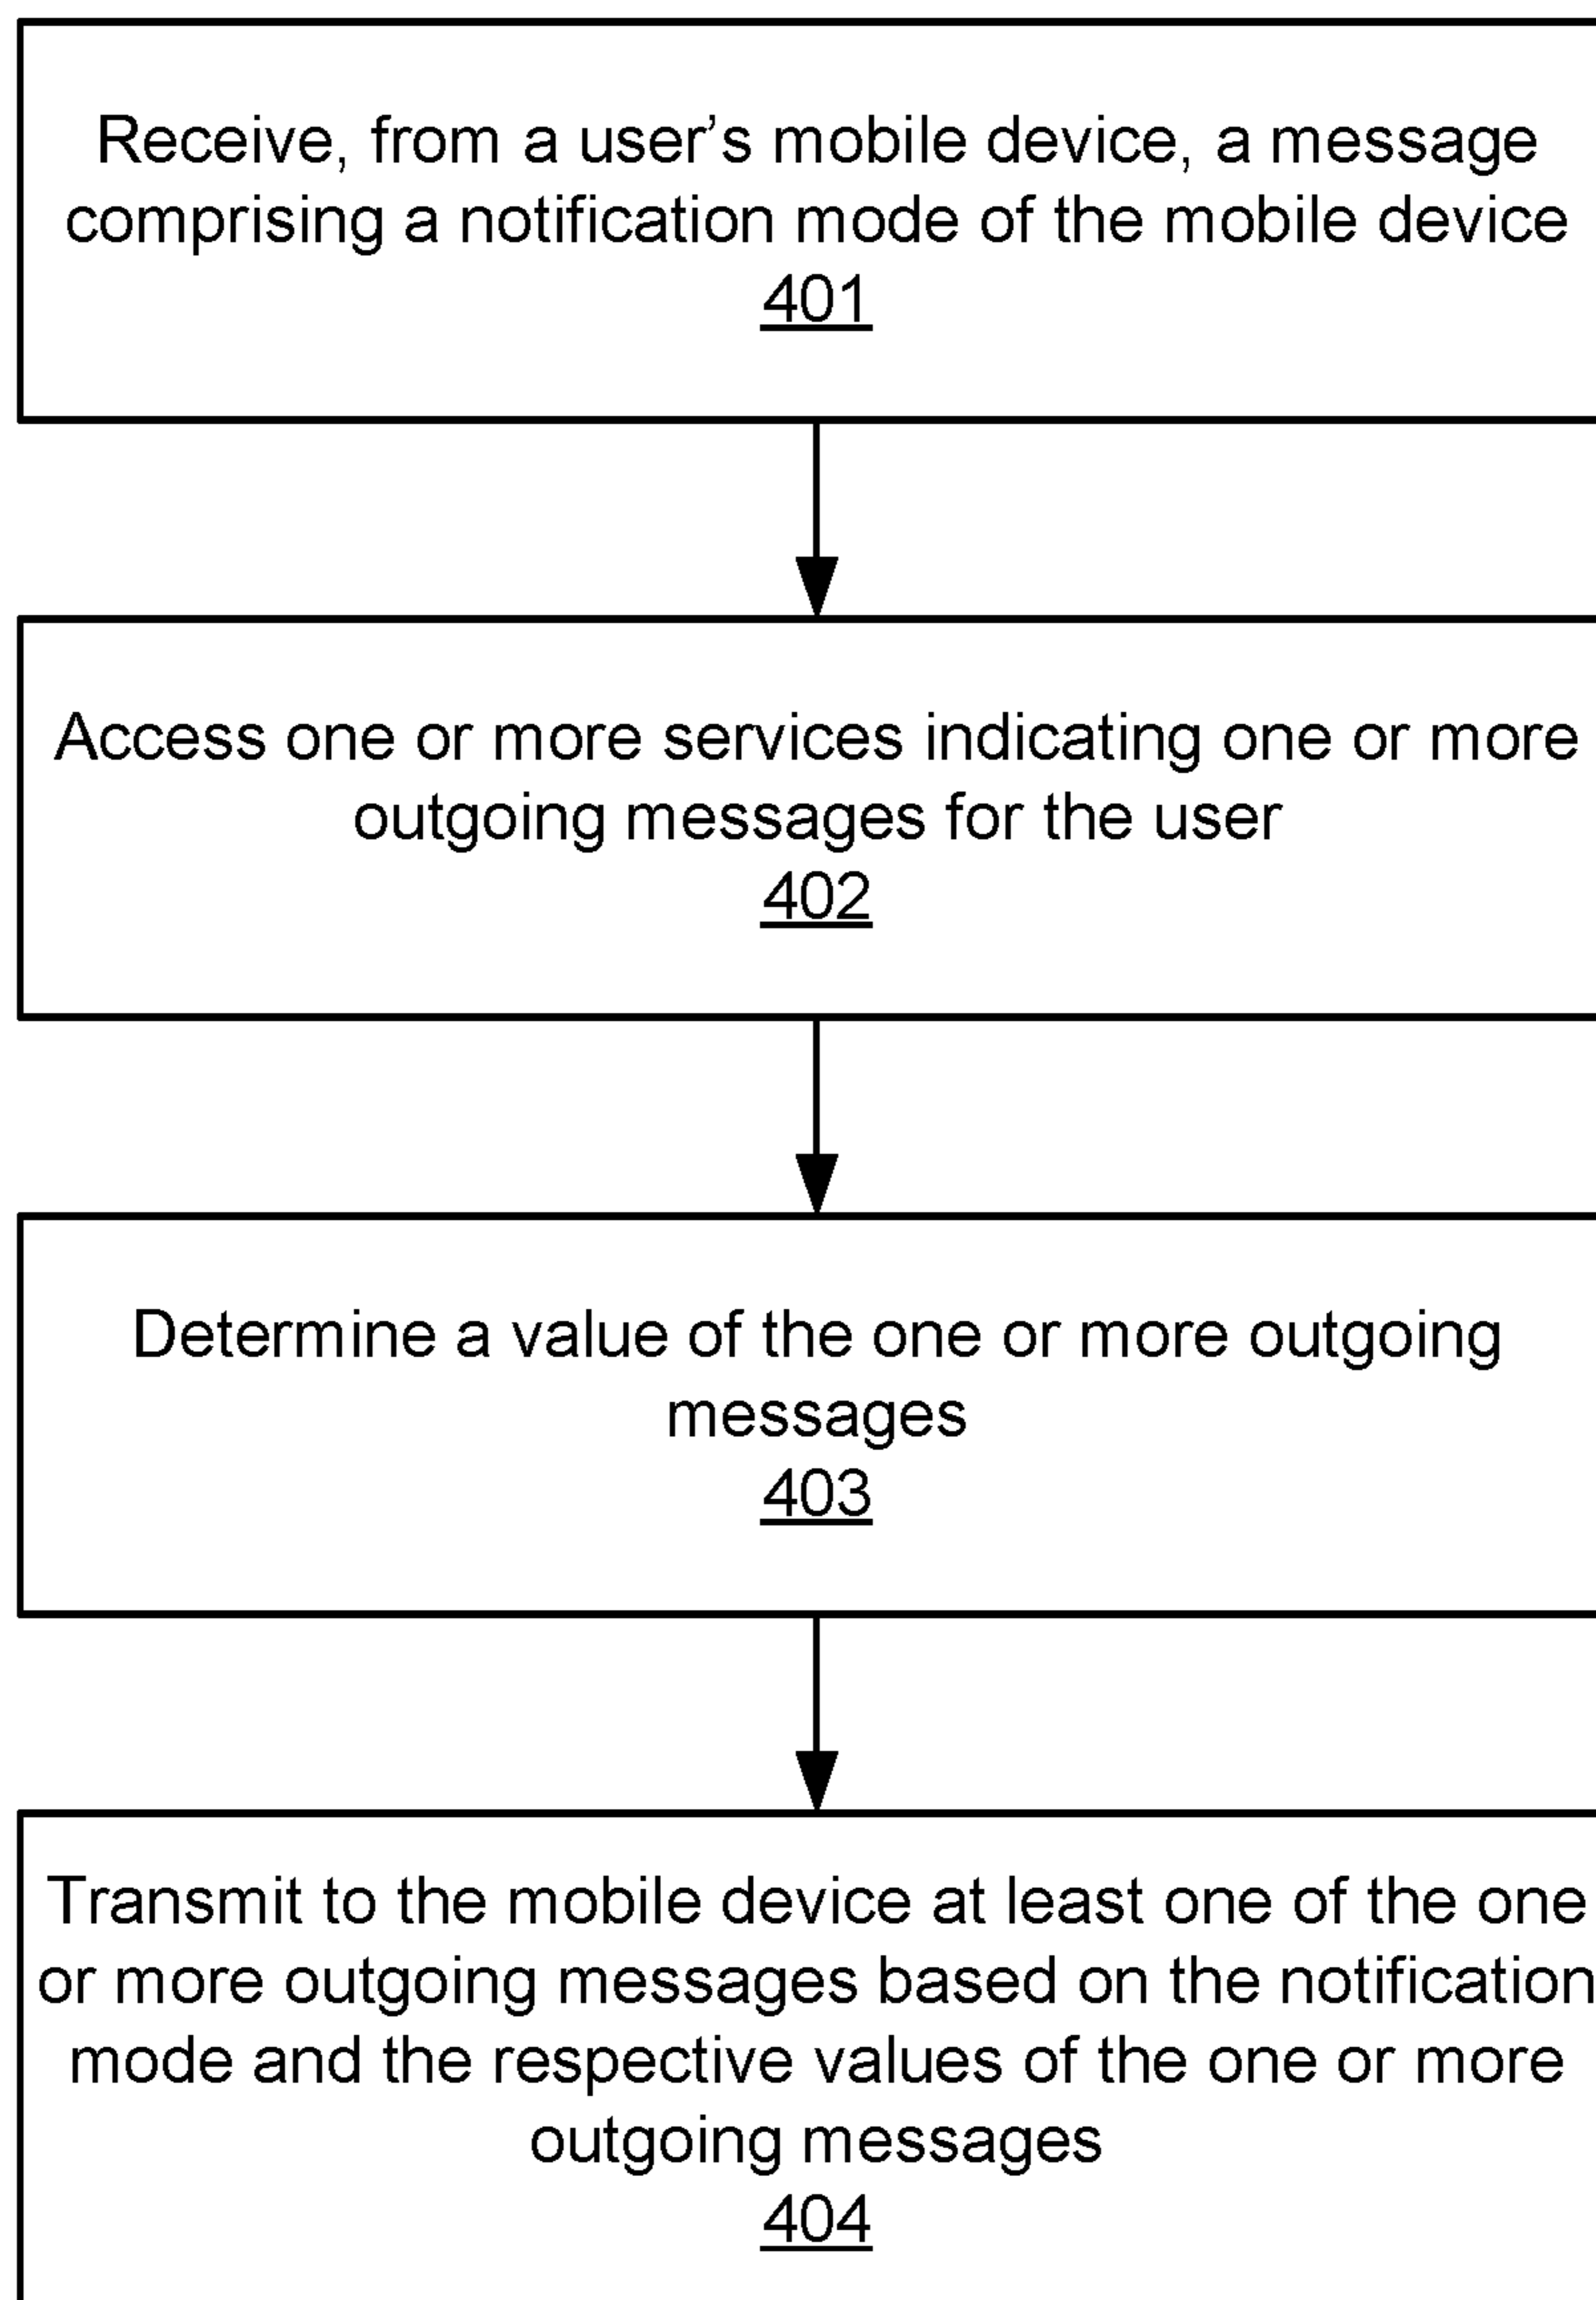 Receive, from a user’s mobile device, a message
comprising a notification mode of the mobile device
401
Access one or more services indicating one or more
outgoing messages for the user
402
Determine a value of the one or more outgoing
messages
403
Transmit to the mobile device at least one of the one
or more outgoing messages based on the notification
mode and the respective values of the one or more
outgoing messages
404